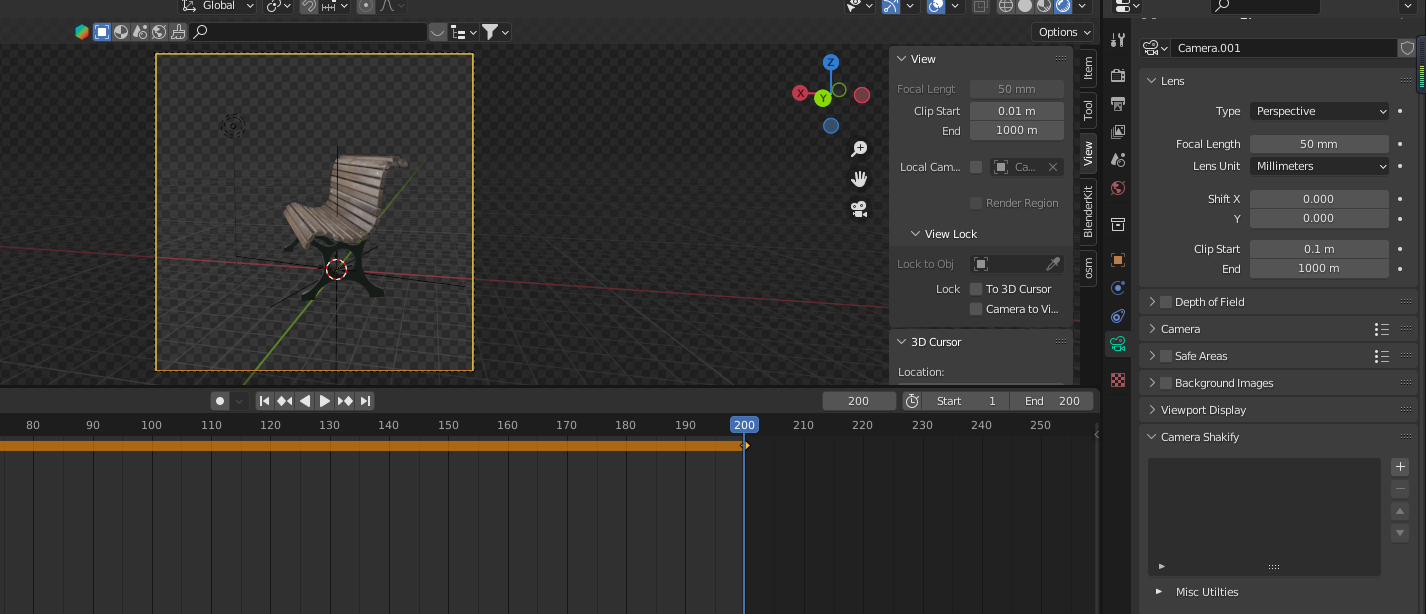 Global
Options
Z
X
Y
View
Focal Lengt 50 mm
Clip Start 0.01 m
End 1000 m
Local Cam... Ca...
Render Region
View Lock
Lock to Obj
Lock To 3D Cursor
Camera to Vi...
3D Cursor
Location:
Item
Tool
View
BlenderKit
osm
Camera.001
Lens
Type Perspective
Focal Length 50 mm
Lens Unit Millimeters
Shift X 0.000
Y 0.000
Clip Start 0.1 m
End 1000 m
Depth of Field
Camera
Safe Areas
Background Images
Viewport Display
Camera Shakify
Misc Utilties
200 Start 1 End 200
80 90 100 110 120 130 140 150 160 170 180 190 200 210 220 230 240 250